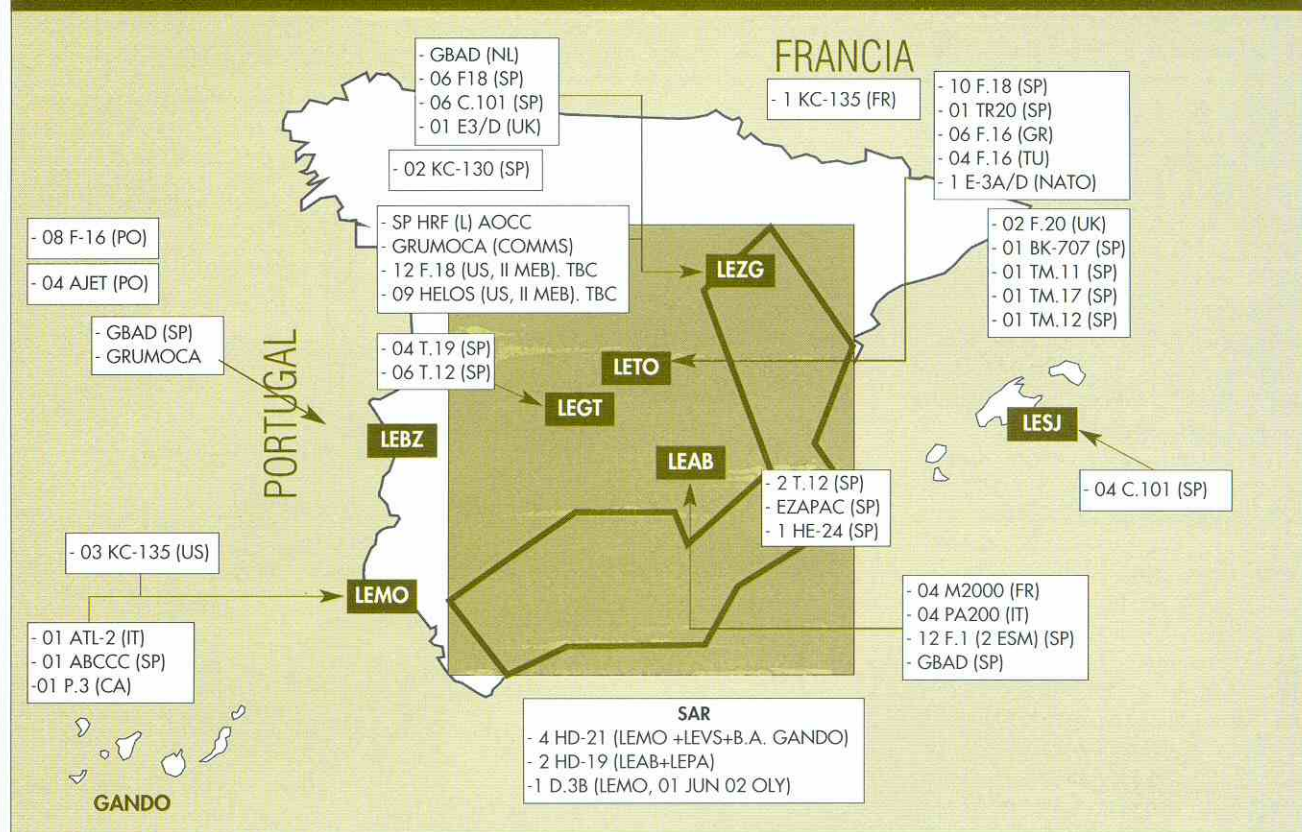 FRANCIA
- GBAD (NL)
- 06 F18 (SP)
- 06 C.101 (SP)
- 01 E3/D (UK)
- 1 KC-135 (FR)
- 10 F.18 (SP)
- 01 TR20 (SP)
- 06 F.16 (GR)
- 04 F.16 (TU)
- 1 E-3A/D (NATO)
- 02 KC-130 (SP)
- 08 F-16 (PO)
- 04 AJET (PO)
- SP HRF (L) AOCC
- GRUMOCA (COMMS)
- 12 F.18 (US, II MEB). TBC
- 09 HELOS (US, II MEB). TBC
- 02 F.20 (UK)
- 01 BK-707 (SP)
- 01 TM.11 (SP)
- 01 TM.17 (SP)
- 01 TM.12 (SP)
LEZG
- GBAD (SP)
- GRUMOCA
- 04 T.19 (SP)
- 06 T.12 (SP)
LETO
LEGT
PORTUGAL
LEBZ
LEAB
LESJ
- 2 T.12 (SP)
- EZAPAC (SP)
- 1 HE-24 (SP)
- 04 C.101 (SP)
- 03 KC-135 (US)
LEMO
- 01 ATL-2 (IT)
- 01 ABCCC (SP)
-01 P.3 (CA)
- 04 M2000 (FR)
- 04 PA200 (IT)
- 12 F.1 (2 ESM) (SP)
- GBAD (SP)
SAR
- 4 HD-21 (LEMO +LEVS+B.A. GANDO)
- 2 HD-19 (LEAB+LEPA)
-1 D.3B (LEMO, 01 JUN 02 OLY)
GANDO